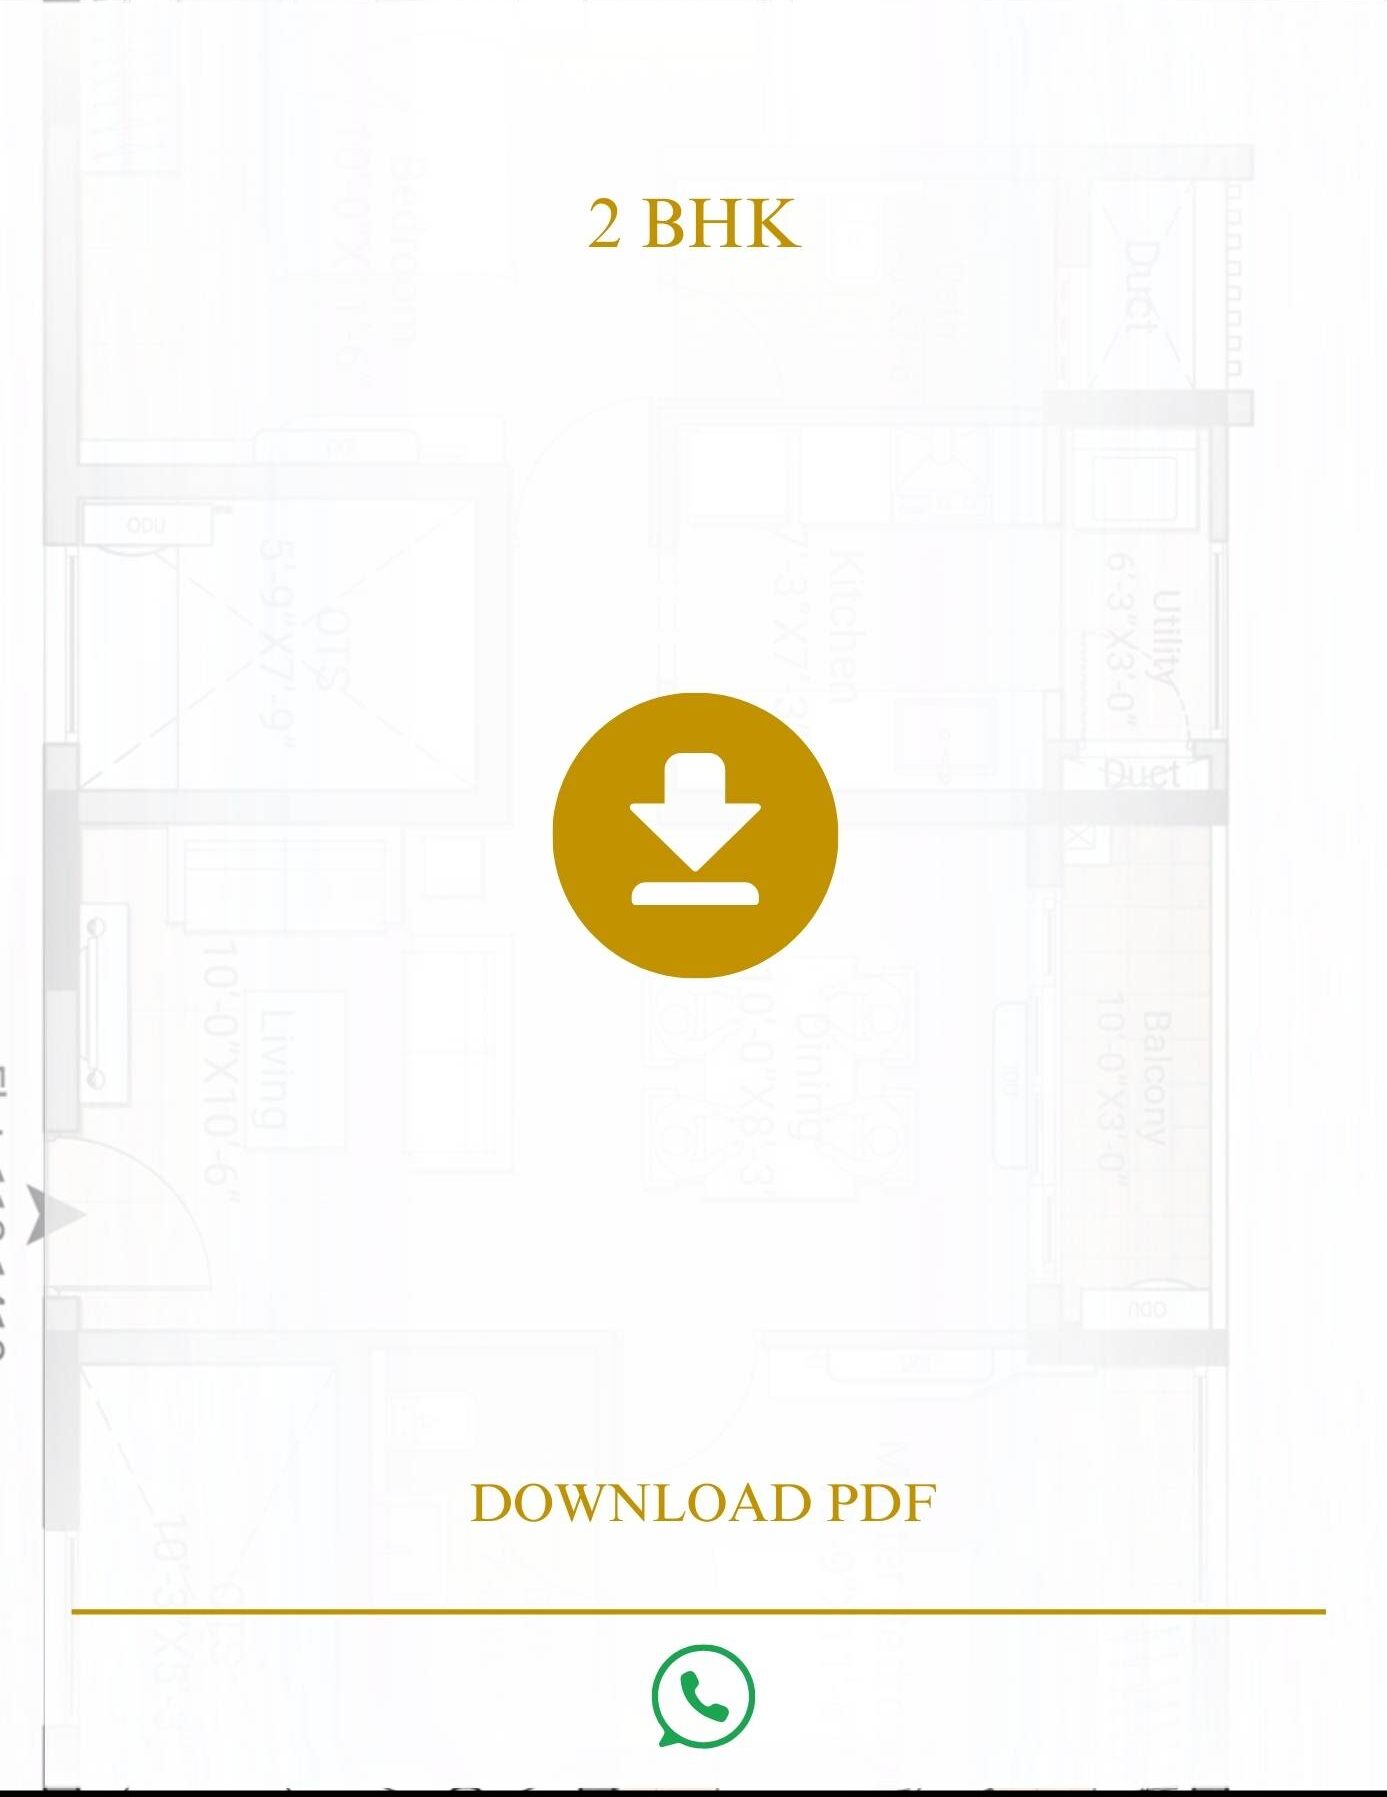 2 BHK
Bedroom
10'-0"X11'-6"
Duct
ODU
OTS
5'-9"X7'-9"
Kitchen
7'-3"X7'-3"
Utility
6'-3"X3'-0"
Duct
Living
10'-0"X10'-6"
Dining
10'-0"X8'-3"
Balcony
10'-0"X3'-0"
ODU
DOWNLOAD PDF